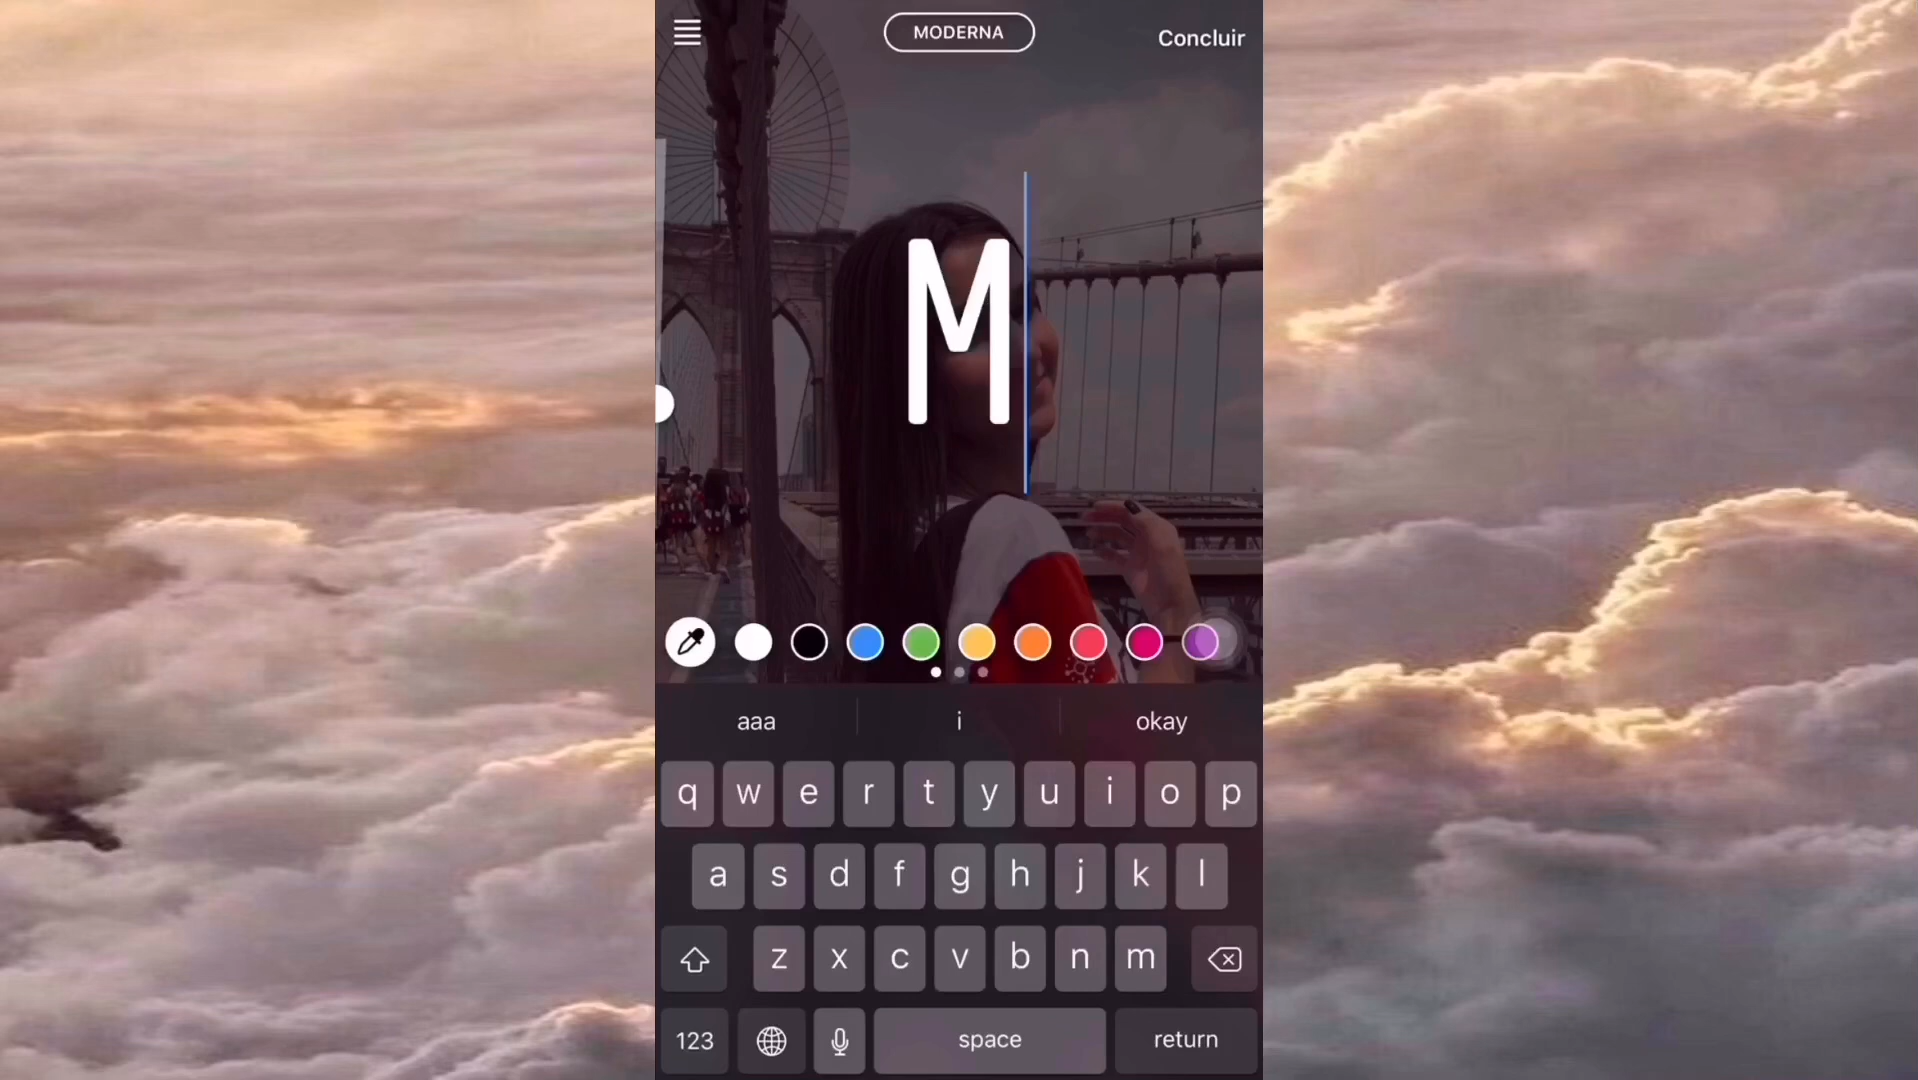 MODERNA
Concluir
M
aaa i okay
q w e r t y u i o p
a s d f g h j k l
z x c v b n m
123 space return